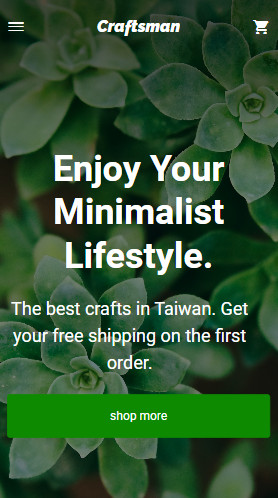 Craftsman
Enjoy Your
Minimalist
Lifestyle.
The best crafts in Taiwan. Get
your free shipping on the first
order.
shop more